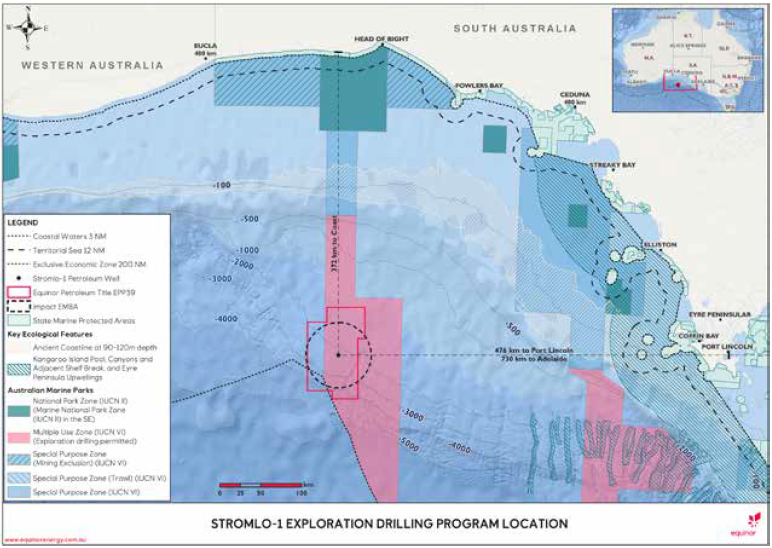 N
W E
S
WESTERN AUSTRALIA
SOUTH AUSTRALIA
EUCLA
480 km
HEAD OF BIGHT
FOWLERS BAY
CEDUNA
400 km
STREAKY BAY
ELLISTON
EYRE PENINSULAR
COFFIN BAY
PORT LINCOLN
N.T.
ALICE SPRINGS
QLD
W.A.
S.A.
N.S.W
A.C.T.
ALBANY
-100
-500
-1000
-2000
-3000
-4000
372 km to Coast
-500
476 km to Port Lincoln
730 km to Adelaide
-3000
-4000
-5000
LEGEND
Coastal Waters 3 NM
Territorial Sea 12 NM
Exclusive Economic Zone 200 NM
Stromlo-1 Petroleum Well
Equinor Petroleum Title EPP39
Impact EMBA
State Marine Protected Areas
Key Ecological Features
Ancient Coastline at 90-120m depth
Kangaroo Island Pool, Canyons and
Adjacent Shelf Break, and Eyre
Peninsula Upwellings
Australian Marine Parks
National Park Zone (IUCN II)
(Marine National Park Zone
(IUCN II) in the SE)
Multiple Use Zone (IUCN VI)
(Exploration drilling permitted)
Special Purpose Zone
(Mining Exclusion) (IUCN VI)
Special Purpose Zone (Trawl) (IUCN VI)
Special Purpose Zone (IUCN VI)
0 25 50 100
km
STROMLO-1 EXPLORATION DRILLING PROGRAM LOCATION
www.equinorenergy.com.au
equinor